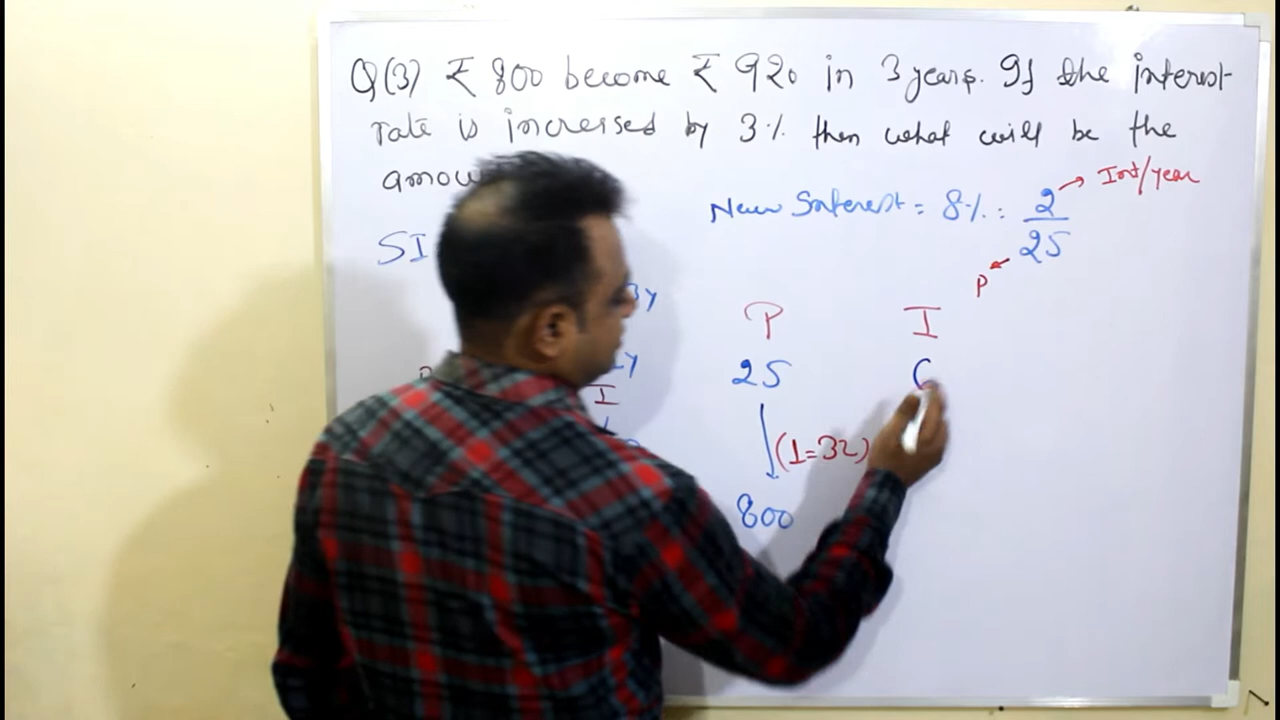 Q(3) ₹ 800 become ₹ 920 in 3 years. If the interest
rate is increased by 3% then what will be the
New Interest = 8% = 2/25 → Int/year
SI
P
3y
P I
25 6
I
(1=32)
800